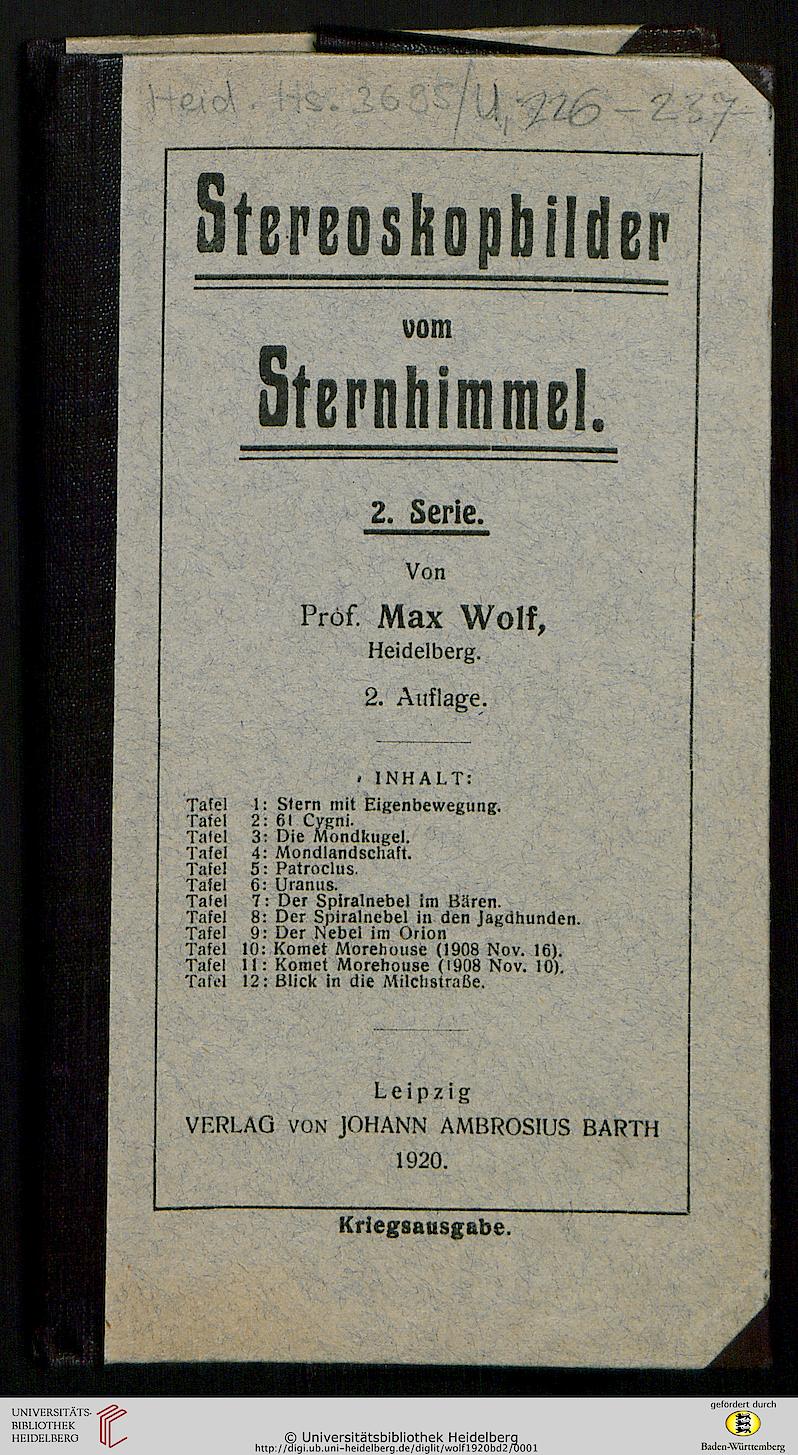 Heid. Hs. 3695/U, 226-237
Stereoskopbilder
vom
Sternhimmel.
2. Serie.
Von
Prof. Max Wolf,
Heidelberg.
2. Auflage.
INHALT:
Tafel 1: Stern mit Eigenbewegung.
Tafel 2: 61 Cygni.
Tafel 3: Die Mondkugel.
Tafel 4: Mondlandschaft.
Tafel 5: Patroclus.
Tafel 6: Uranus.
Tafel 7: Der Spiralnebel im Bären.
Tafel 8: Der Spiralnebel in den Jagdhunden.
Tafel 9: Der Nebel im Orion
Tafel 10: Komet Morehouse (1908 Nov. 16).
Tafel 11: Komet Morehouse (1908 Nov. 10).
Tafel 12: Blick in die Milchstraße.
Leipzig
VERLAG VON JOHANN AMBROSIUS BARTH
1920.
Kriegsausgabe.
UNIVERSITÄTS-
BIBLIOTHEK
HEIDELBERG
© Universitätsbibliothek Heidelberg
http://digi.ub.uni-heidelberg.de/diglit/wolf1920bd2/0001
gefördert durch
Baden-Württemberg